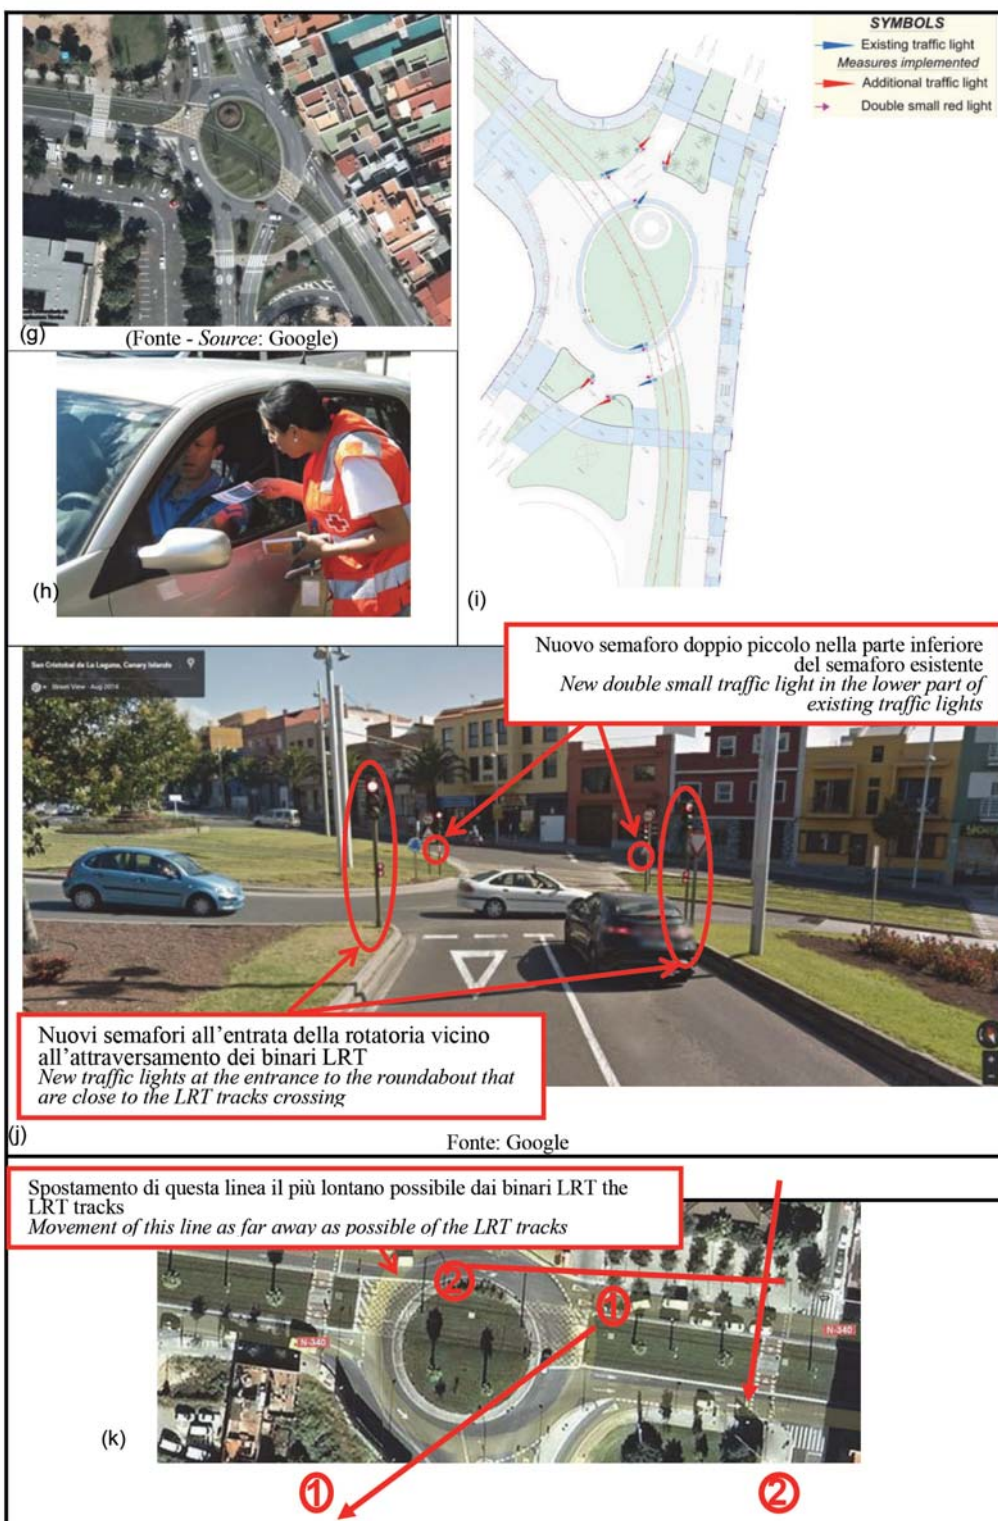 SYMBOLS
Existing traffic light
Measures implemented
Additional traffic light
Double small red light
(g)
(Fonte - Source: Google)
(h)
(i)
Nuovo semaforo doppio piccolo nella parte inferiore
del semaforo esistente
New double small traffic light in the lower part of
existing traffic lights
San Cristobal de La Laguna, Canary Islands
Street View - Aug 2014
Nuovi semafori all'entrata della rotatoria vicino
all'attraversamento dei binari LRT
New traffic lights at the entrance to the roundabout that
are close to the LRT tracks crossing
(j)
Fonte: Google
Spostamento di questa linea il più lontano possibile dai binari LRT the
LRT tracks
Movement of this line as far away as possible of the LRT tracks
2
1
N-340
N-340
(k)
1
2